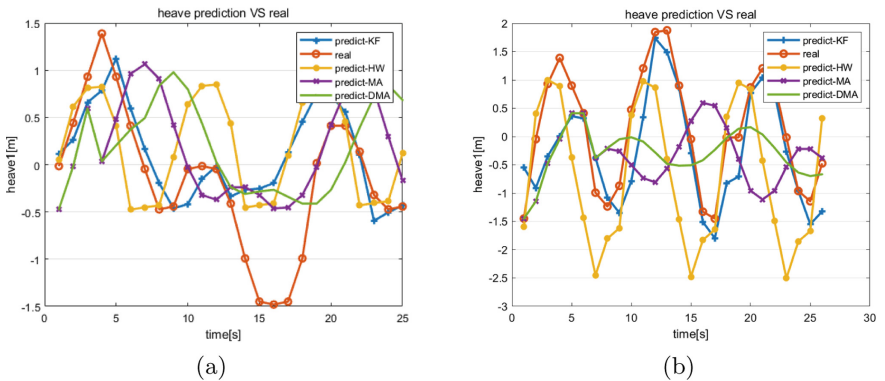 heave prediction VS real
1.5
1
0.5
0
-0.5
-1
-1.5
heave1[m]
0
5
10
15
20
25
time[s]
predict-KF
real
predict-HW
predict-MA
predict-DMA
(a)
heave prediction VS real
2
1.5
1
0.5
0
-0.5
-1
-1.5
-2
-2.5
-3
heave1[m]
0
5
10
15
20
25
30
time[s]
predict-KF
real
predict-HW
predict-MA
predict-DMA
(b)